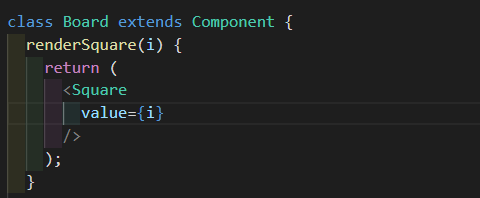 class Board extends Component {
  renderSquare(i) {
    return (
      <Square
        value={i}
      />
    );
  }